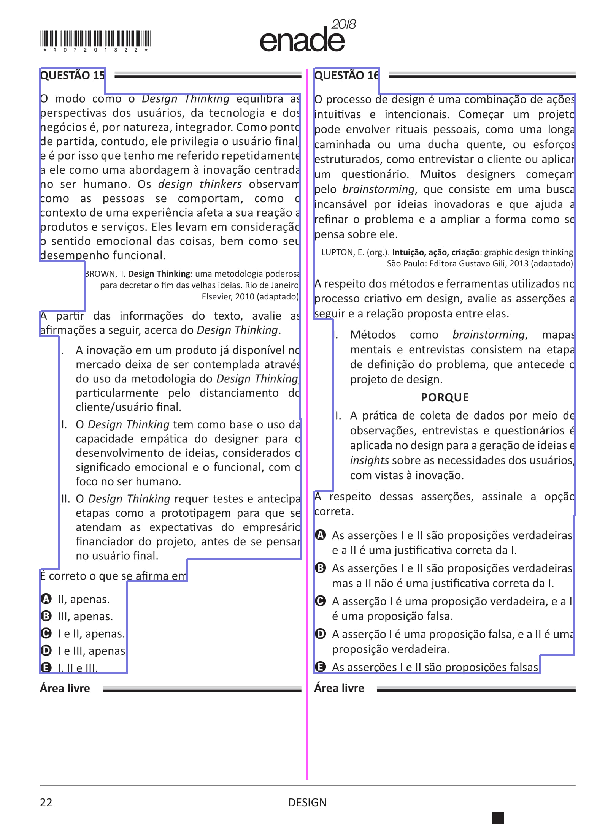 *R07201822*
enade 2018
QUESTÃO 15
O modo como o Design Thinking equilibra as
perspectivas dos usuários, da tecnologia e dos
negócios é, por natureza, integrador. Como ponto
de partida, contudo, ele privilegia o usuário final,
e é por isso que tenho me referido repetidamente
a ele como uma abordagem à inovação centrada
no ser humano. Os design thinkers observam
como as pessoas se comportam, como o
contexto de uma experiência afeta a sua reação a
produtos e serviços. Eles levam em consideração
o sentido emocional das coisas, bem como seu
desempenho funcional.
BROWN. T. Design Thinking: uma metodologia poderosa
para decretar o fim das velhas ideias. Rio de Janeiro:
Elsevier, 2010 (adaptado).
A partir das informações do texto, avalie as
afirmações a seguir, acerca do Design Thinking.
I. A inovação em um produto já disponível no
mercado deixa de ser contemplada através
do uso da metodologia do Design Thinking,
particularmente pelo distanciamento do
cliente/usuário final.
II. O Design Thinking tem como base o uso da
capacidade empática do designer para o
desenvolvimento de ideias, considerados o
significado emocional e o funcional, com o
foco no ser humano.
III. O Design Thinking requer testes e antecipa
etapas como a prototipagem para que se
atendam as expectativas do empresário
financiador do projeto, antes de se pensar
no usuário final.
É correto o que se afirma em
A II, apenas.
B III, apenas.
C I e II, apenas.
D I e III, apenas.
E I, II e III.
Área livre
QUESTÃO 16
O processo de design é uma combinação de ações
intuitivas e intencionais. Começar um projeto
pode envolver rituais pessoais, como uma longa
caminhada ou uma ducha quente, ou esforços
estruturados, como entrevistar o cliente ou aplicar
um questionário. Muitos designers começam
pelo brainstorming, que consiste em uma busca
incansável por ideias inovadoras e que ajuda a
refinar o problema e a ampliar a forma como se
pensa sobre ele.
LUPTON, E. (org.). Intuição, ação, criação: graphic design thinking.
São Paulo: Editora Gustavo Gili, 2013 (adaptado).
A respeito dos métodos e ferramentas utilizados no
processo criativo em design, avalie as asserções a
seguir e a relação proposta entre elas.
I. Métodos como brainstorming, mapas
mentais e entrevistas consistem na etapa
de definição do problema, que antecede o
projeto de design.
PORQUE
II. A prática de coleta de dados por meio de
observações, entrevistas e questionários é
aplicada no design para a geração de ideias e
insights sobre as necessidades dos usuários,
com vistas à inovação.
A respeito dessas asserções, assinale a opção
correta.
A As asserções I e II são proposições verdadeiras,
e a II é uma justificativa correta da I.
B As asserções I e II são proposições verdadeiras,
mas a II não é uma justificativa correta da I.
C A asserção I é uma proposição verdadeira, e a II
é uma proposição falsa.
D A asserção I é uma proposição falsa, e a II é uma
proposição verdadeira.
E As asserções I e II são proposições falsas.
Área livre
22
DESIGN